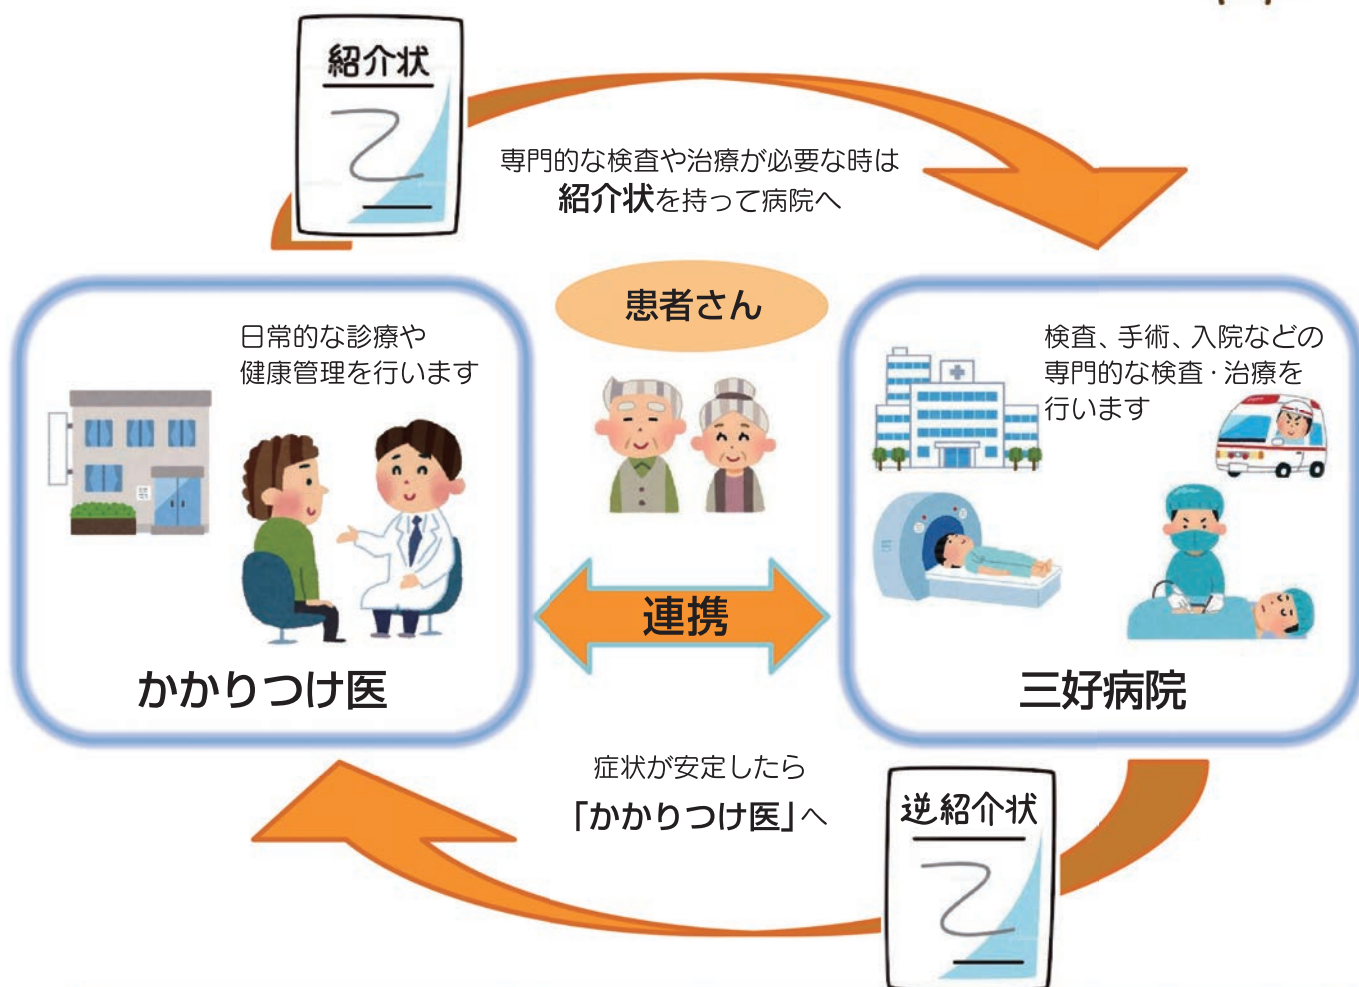 紹介状
専門的な検査や治療が必要な時は
紹介状を持って病院へ
患者さん
日常的な診療や
健康管理を行います
かかりつけ医
検査、手術、入院などの
専門的な検査・治療を
行います
三好病院
連携
症状が安定したら
「かかりつけ医」へ
逆紹介状